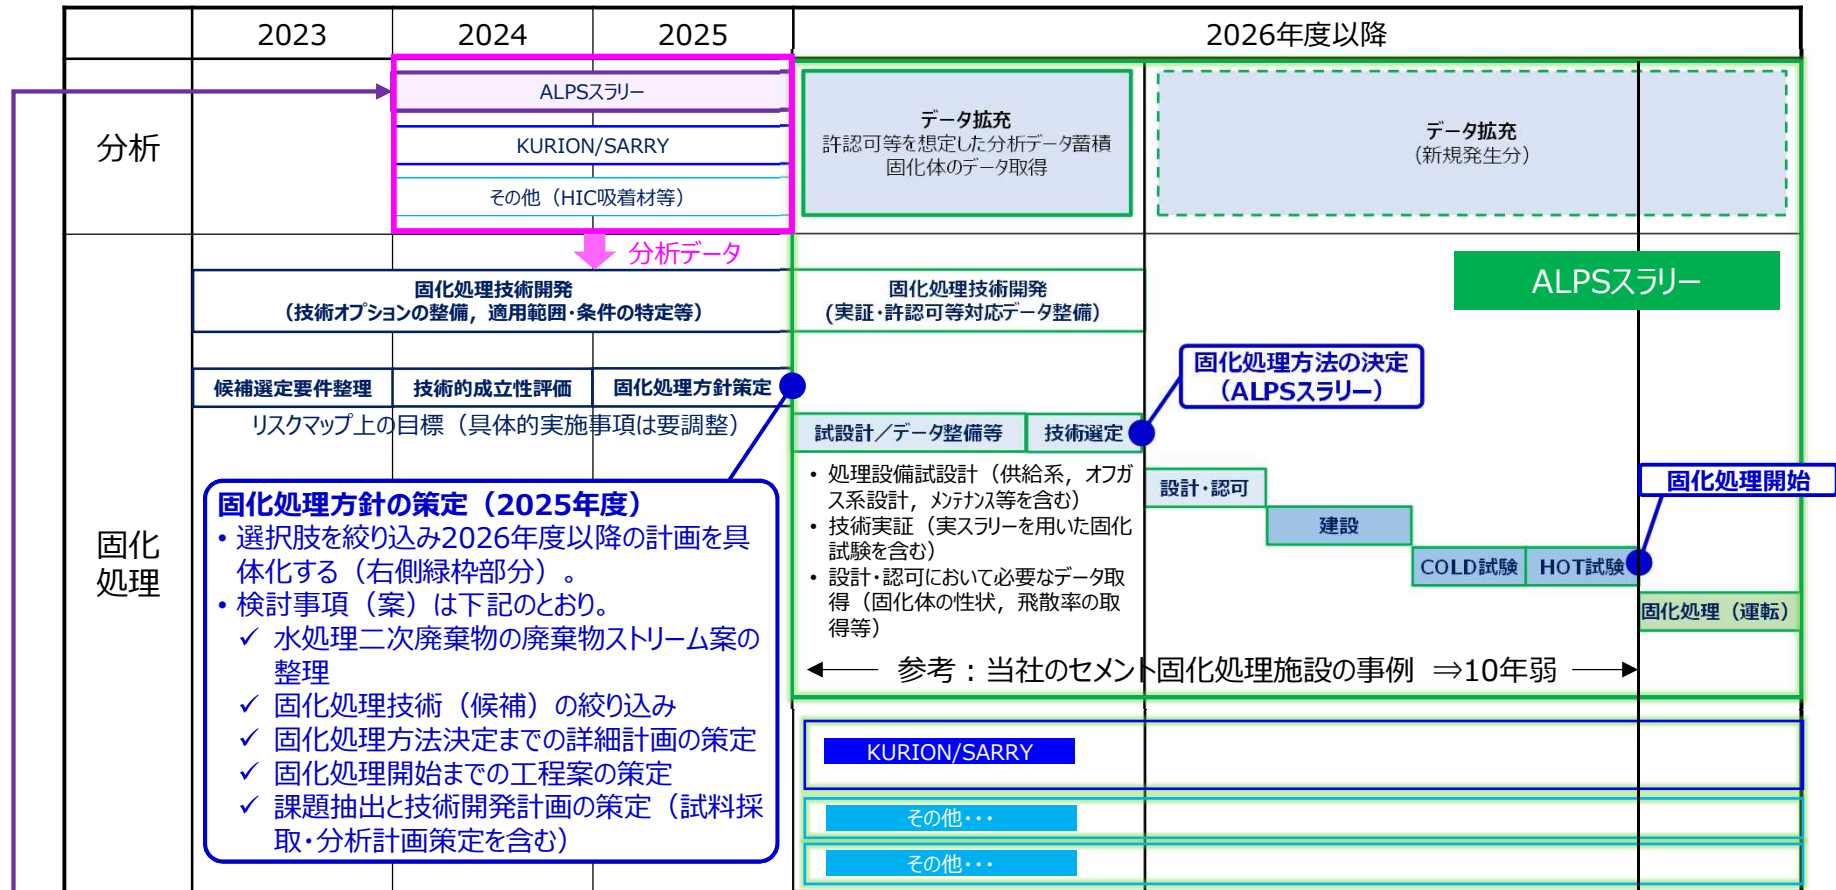 2023
2024
2025
2026年度以降
分析
ALPSスラリー
KURION/SARRY
その他（HIC吸着材等）
データ拡充
許認可等を想定した分析データ蓄積
固化体のデータ取得
データ拡充
（新規発生分）
分析データ
固化
処理
固化処理技術開発
（技術オプションの整備，適用範囲・条件の特定等）
固化処理技術開発
（実証・許認可等対応データ整備）
ALPSスラリー
候補選定要件整理
技術的成立性評価
固化処理方針策定
リスクマップ上の目標（具体的実施事項は要調整）
固化処理方法の決定
（ALPSスラリー）
試設計／データ整備等
技術選定
固化処理方針の策定（2025年度）
• 選択肢を絞り込み2026年度以降の計画を具
体化する（右側緑枠部分）。
• 検討事項（案）は下記のとおり。
✓ 水処理二次廃棄物の廃棄物ストリーム案の
整理
✓ 固化処理技術（候補）の絞り込み
✓ 固化処理方法決定までの詳細計画の策定
✓ 固化処理開始までの工程案の策定
✓ 課題抽出と技術開発計画の策定（試料採
取・分析計画策定を含む）
• 処理設備試設計（供給系，オフガ
ス系設計，メンテナンス等を含む）
• 技術実証（実スラリーを用いた固化
試験を含む）
• 設計・認可において必要なデータ取
得（固化体の性状，飛散率の取
得等）
設計・認可
建設
COLD試験
HOT試験
固化処理開始
固化処理（運転）
参考：当社のセメント固化処理施設の事例 ⇒10年弱
KURION/SARRY
その他・・・
その他・・・